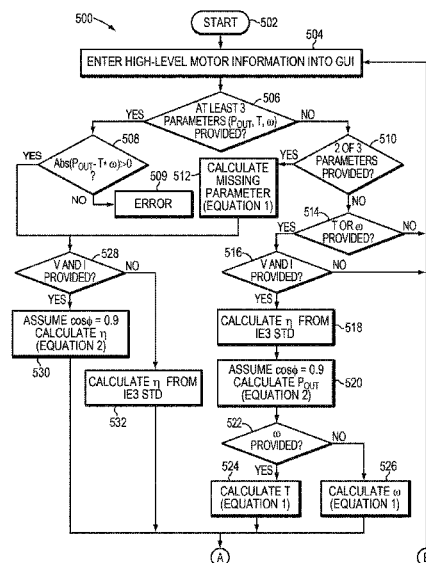 500
START
502
504
ENTER HIGH-LEVEL MOTOR INFORMATION INTO GUI
506
YES
AT LEAST 3
PARAMETERS (P_OUT, T, ω)
PROVIDED?
NO
508
YES
Abs(P_OUT - T* ω)>0
?
NO
509
ERROR
510
2 OF 3
PARAMETERS
PROVIDED?
YES
NO
512
CALCULATE
MISSING
PARAMETER
(EQUATION 1)
514
T OR ω
PROVIDED?
YES
NO
528
V AND I
PROVIDED?
NO
YES
516
V AND I
PROVIDED?
NO
YES
ASSUME cosϕ = 0.9
CALCULATE η
(EQUATION 2)
530
CALCULATE η FROM
IE3 STD
532
CALCULATE η FROM
IE3 STD
518
ASSUME cosϕ = 0.9
CALCULATE P_OUT
(EQUATION 2)
520
522
ω
PROVIDED?
NO
YES
524
CALCULATE T
(EQUATION 1)
526
CALCULATE ω
(EQUATION 1)
A